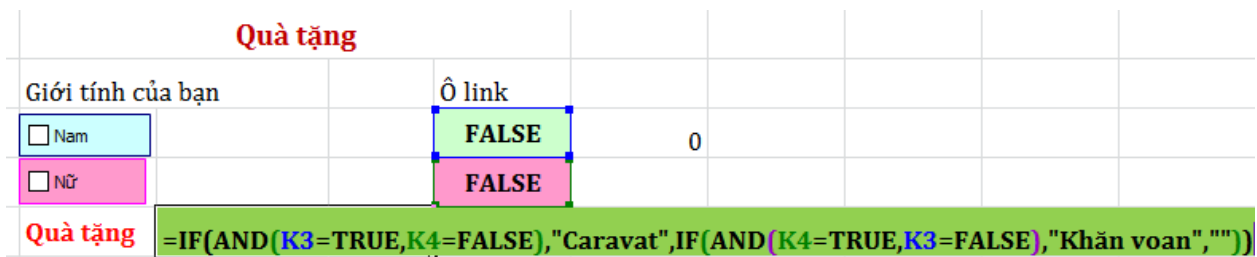 Quà tặng
Giới tính của bạn Ô link
Nam FALSE 0
Nữ FALSE
Quà tặng =IF(AND(K3=TRUE,K4=FALSE),"Caravat",IF(AND(K4=TRUE,K3=FALSE),"Khăn voan",""))